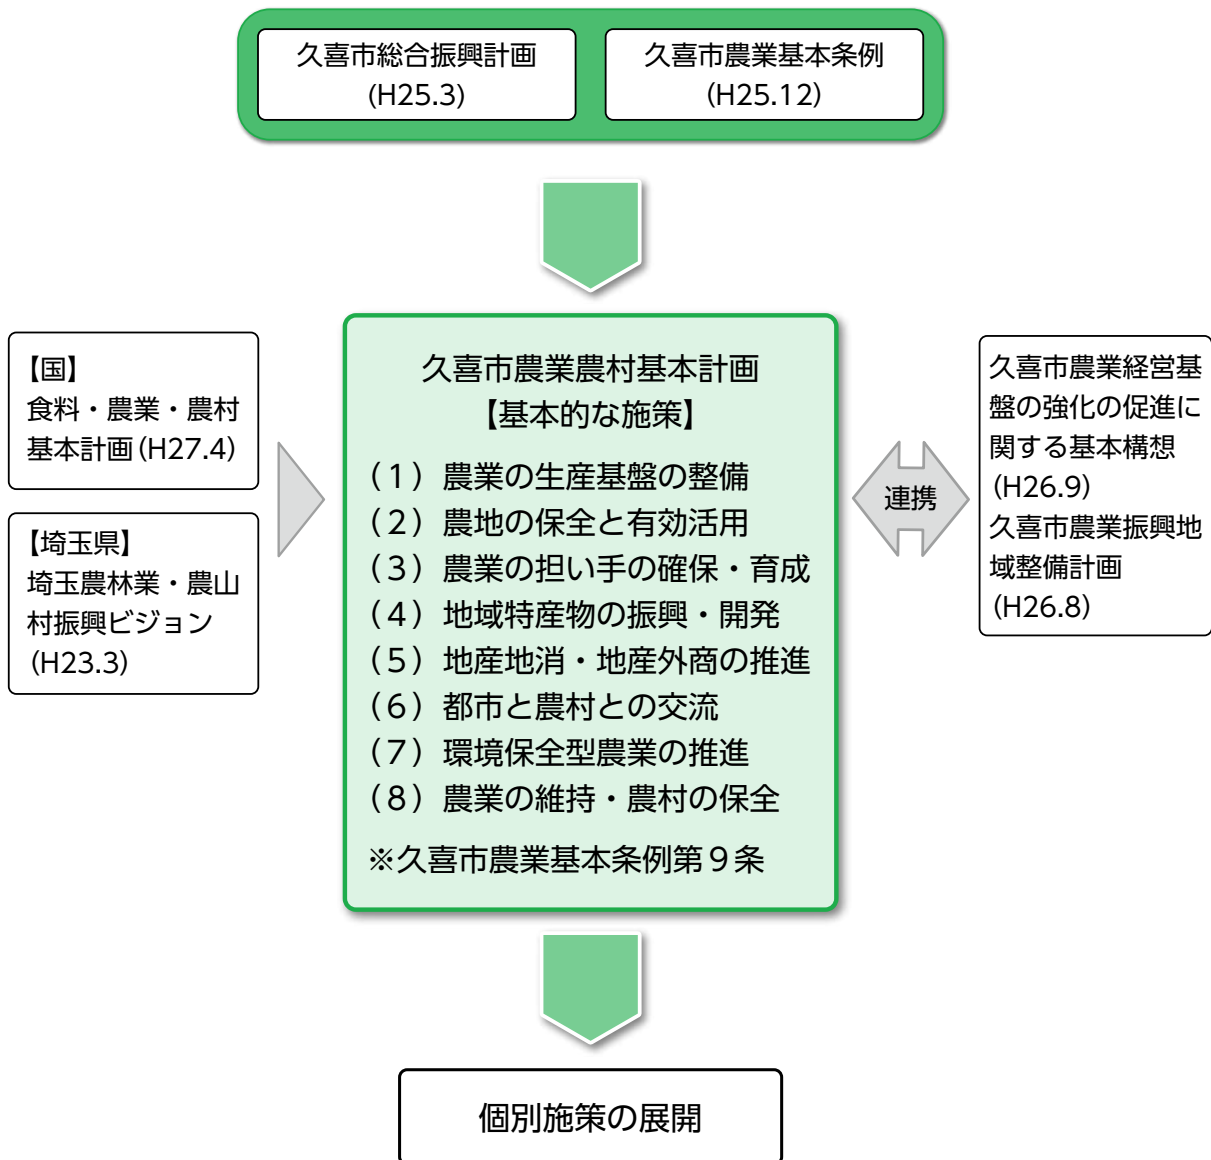 久喜市総合振興計画
(H25.3)
久喜市農業基本条例
(H25.12)
【国】
食料・農業・農村
基本計画(H27.4)
【埼玉県】
埼玉農林業・農山
村振興ビジョン
(H23.3)
久喜市農業農村基本計画
【基本的な施策】
(1)農業の生産基盤の整備
(2)農地の保全と有効活用
(3)農業の担い手の確保・育成
(4)地域特産物の振興・開発
(5)地産地消・地産外商の推進
(6)都市と農村との交流
(7)環境保全型農業の推進
(8)農業の維持・農村の保全
※久喜市農業基本条例第9条
連携
久喜市農業経営基
盤の強化の促進に
関する基本構想
(H26.9)
久喜市農業振興地
域整備計画
(H26.8)
個別施策の展開